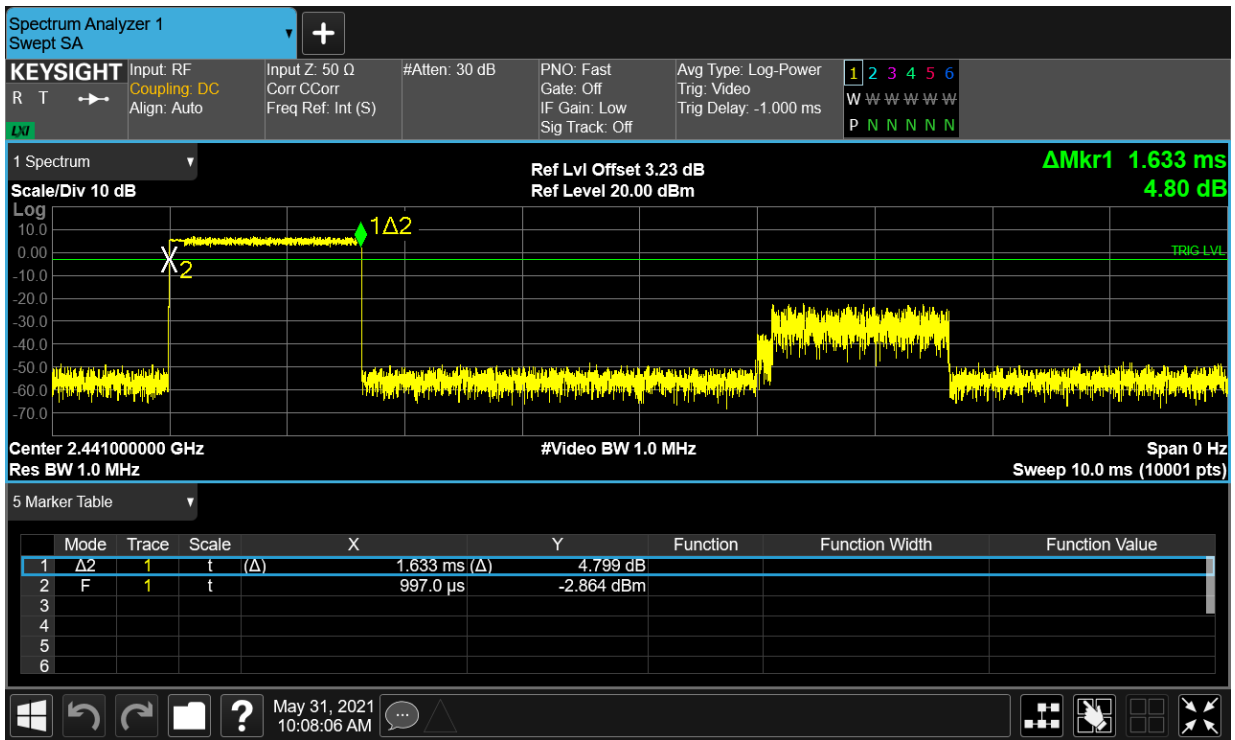 Spectrum Analyzer 1
Swept SA
KEYSIGHT
R T
LXI
Input: RF
Coupling: DC
Align: Auto
Input Z: 50 Ω
Corr CCorr
Freq Ref: Int (S)
#Atten: 30 dB
PNO: Fast
Gate: Off
IF Gain: Low
Sig Track: Off
Avg Type: Log-Power
Trig: Video
Trig Delay: -1.000 ms
1 2 3 4 5 6
W W W W W W
P N N N N N
1 Spectrum
Scale/Div 10 dB
Ref Lvl Offset 3.23 dB
Ref Level 20.00 dBm
ΔMkr1 1.633 ms
4.80 dB
Log
10.0
0.00
-10.0
-20.0
-30.0
-40.0
-50.0
-60.0
-70.0
1Δ2
2
TRIG LVL
Center 2.441000000 GHz
Res BW 1.0 MHz
#Video BW 1.0 MHz
Span 0 Hz
Sweep 10.0 ms (10001 pts)
5 Marker Table
Mode Trace Scale X Y Function Function Width Function Value
1 Δ2 1 t (Δ) 1.633 ms (Δ) 4.799 dB
2 F 1 t 997.0 µs -2.864 dBm
3
4
5
6
?
May 31, 2021
10:08:06 AM